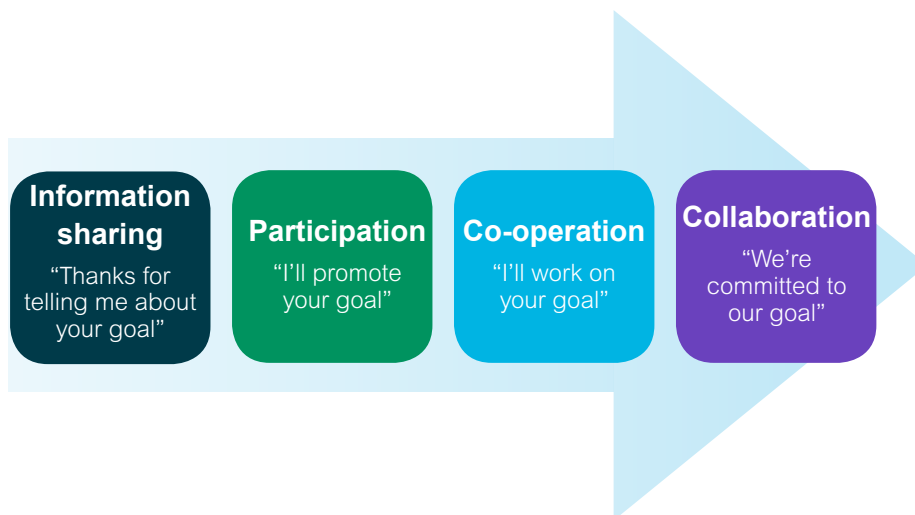 Information
sharing
“Thanks for
telling me about
your goal”
Participation
“I’ll promote
your goal”
Co-operation
“I’ll work on
your goal”
Collaboration
“We’re
committed to
our goal”